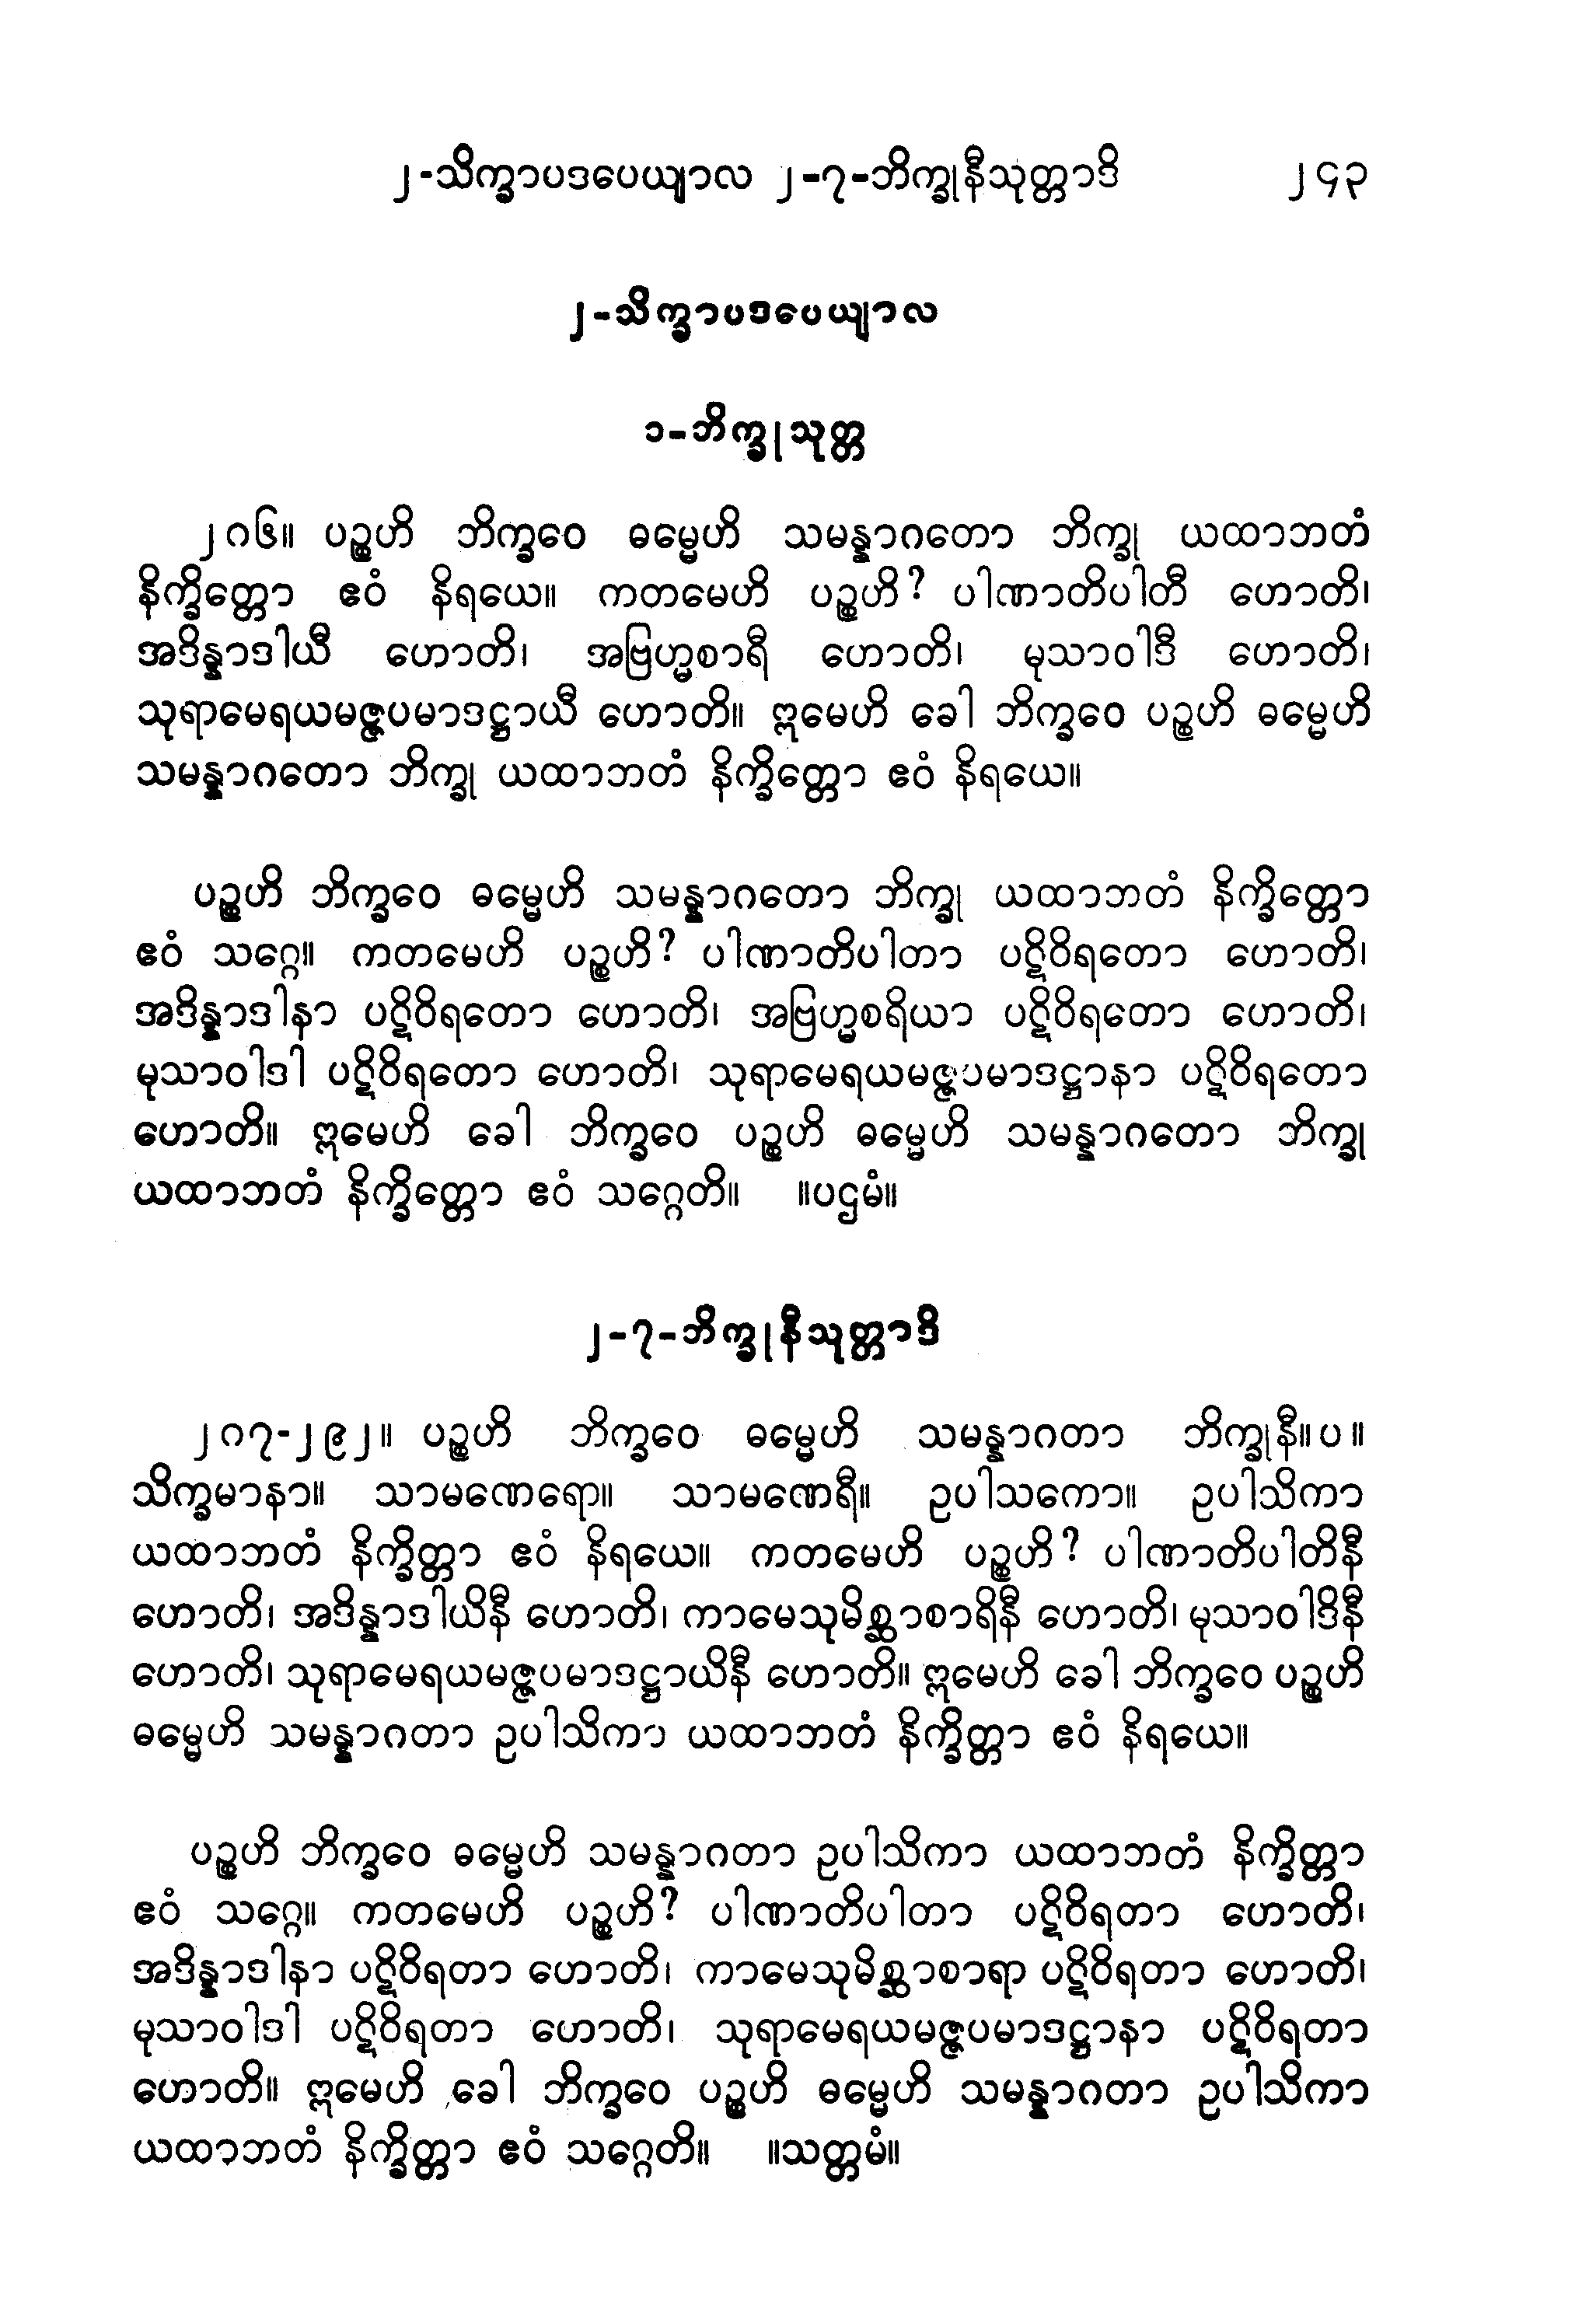 ၂-သိက္ခာပဒပေယျာလ ၂-၇-ဘိက္ခုနီသုတ္တာဒိ ၂၄၃
၂-သိက္ခာပဒပေယျာလ
၁-ဘိက္ခုသုတ္တ
၂၈၆။ ပဉ္စဟိ ဘိက္ခဝေ ဓမ္မေဟိ သမန္နာဂတော ဘိက္ခု ယထာဘတံ
နိက္ခိတ္တော ဧဝံ နိရယေ။ ကတမေဟိ ပဉ္စဟိ? ပါဏာတိပါတီ ဟောတိ၊
အဒိန္နာဒါယီ ဟောတိ၊ အဗြဟ္မစာရီ ဟောတိ၊ မုသာဝါဒီ ဟောတိ၊
သုရာမေရယမဇ္ဇပမာဒဋ္ဌာယီ ဟောတိ။ ဣမေဟိ ခေါ ဘိက္ခဝေ ပဉ္စဟိ ဓမ္မေဟိ
သမန္နာဂတော ဘိက္ခု ယထာဘတံ နိက္ခိတ္တော ဧဝံ နိရယေ။
ပဉ္စဟိ ဘိက္ခဝေ ဓမ္မေဟိ သမန္နာဂတော ဘိက္ခု ယထာဘတံ နိက္ခိတ္တော
ဧဝံ သဂ္ဂေ။ ကတမေဟိ ပဉ္စဟိ? ပါဏာတိပါတာ ပဋိဝိရတော ဟောတိ၊
အဒိန္နာဒါနာ ပဋိဝိရတော ဟောတိ၊ အဗြဟ္မစရိယာ ပဋိဝိရတော ဟောတိ၊
မုသာဝါဒါ ပဋိဝိရတော ဟောတိ၊ သုရာမေရယမဇ္ဇပမာဒဋ္ဌာနာ ပဋိဝိရတော
ဟောတိ။ ဣမေဟိ ခေါ ဘိက္ခဝေ ပဉ္စဟိ ဓမ္မေဟိ သမန္နာဂတော ဘိက္ခု
ယထာဘတံ နိက္ခိတ္တော ဧဝံ သဂ္ဂေတိ။ ။ပဌမံ။
၂-၇-ဘိက္ခုနီသုတ္တာဒိ
၂၈၇-၂၉၂။ ပဉ္စဟိ ဘိက္ခဝေ ဓမ္မေဟိ သမန္နာဂတာ ဘိက္ခုနီ။ပ။
သိက္ခမာနာ။ သာမဏေရော။ သာမဏေရီ။ ဥပါသကော။ ဥပါသိကာ
ယထာဘတံ နိက္ခိတ္တာ ဧဝံ နိရယေ။ ကတမေဟိ ပဉ္စဟိ? ပါဏာတိပါတိနီ
ဟောတိ၊ အဒိန္နာဒါယိနီ ဟောတိ၊ ကာမေသုမိစ္ဆာစာရိနီ ဟောတိ၊ မုသာဝါဒိနီ
ဟောတိ၊ သုရာမေရယမဇ္ဇပမာဒဋ္ဌာယိနီ ဟောတိ။ ဣမေဟိ ခေါ ဘိက္ခဝေ ပဉ္စဟိ
ဓမ္မေဟိ သမန္နာဂတာ ဥပါသိကာ ယထာဘတံ နိက္ခိတ္တာ ဧဝံ နိရယေ။
ပဉ္စဟိ ဘိက္ခဝေ ဓမ္မေဟိ သမန္နာဂတာ ဥပါသိကာ ယထာဘတံ နိက္ခိတ္တာ
ဧဝံ သဂ္ဂေ။ ကတမေဟိ ပဉ္စဟိ? ပါဏာတိပါတာ ပဋိဝိရတာ ဟောတိ၊
အဒိန္နာဒါနာ ပဋိဝိရတာ ဟောတိ၊ ကာမေသုမိစ္ဆာစာရာ ပဋိဝိရတာ ဟောတိ၊
မုသာဝါဒါ ပဋိဝိရတာ ဟောတိ၊ သုရာမေရယမဇ္ဇပမာဒဋ္ဌာနာ ပဋိဝိရတာ
ဟောတိ။ ဣမေဟိ ခေါ ဘိက္ခဝေ ပဉ္စဟိ ဓမ္မေဟိ သမန္နာဂတာ ဥပါသိကာ
ယထာဘတံ နိက္ခိတ္တာ ဧဝံ သဂ္ဂေတိ။ ။သတ္တမံ။